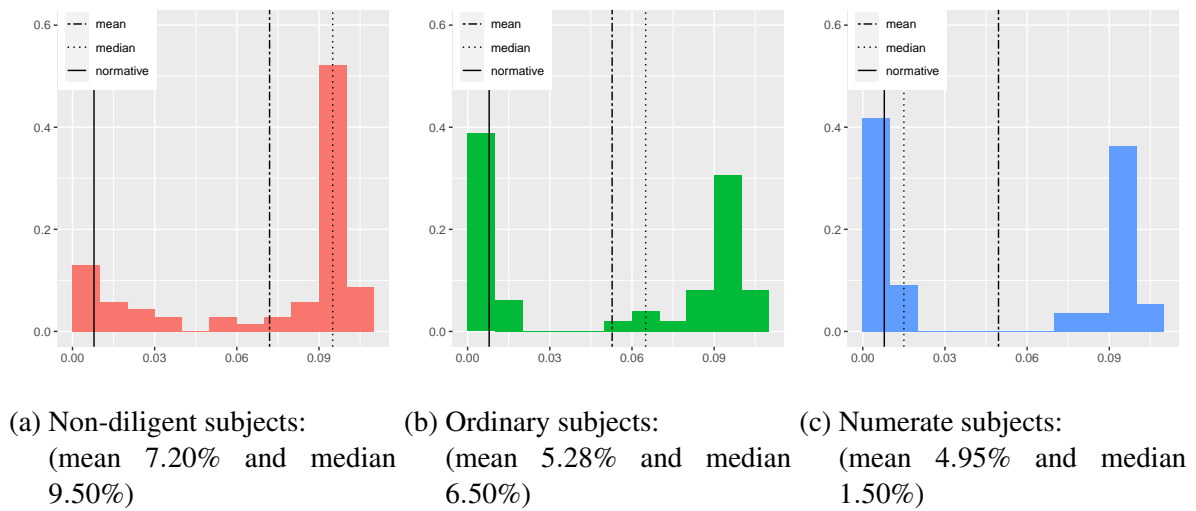 0.6
0.4
0.2
0.0
0.00 0.03 0.06 0.09
mean
median
normative
0.6
0.4
0.2
0.0
0.00 0.03 0.06 0.09
mean
median
normative
0.6
0.4
0.2
0.0
0.00 0.03 0.06 0.09
mean
median
normative
(a) Non-diligent subjects:
(mean 7.20% and median
9.50%)
(b) Ordinary subjects:
(mean 5.28% and median
6.50%)
(c) Numerate subjects:
(mean 4.95% and median
1.50%)